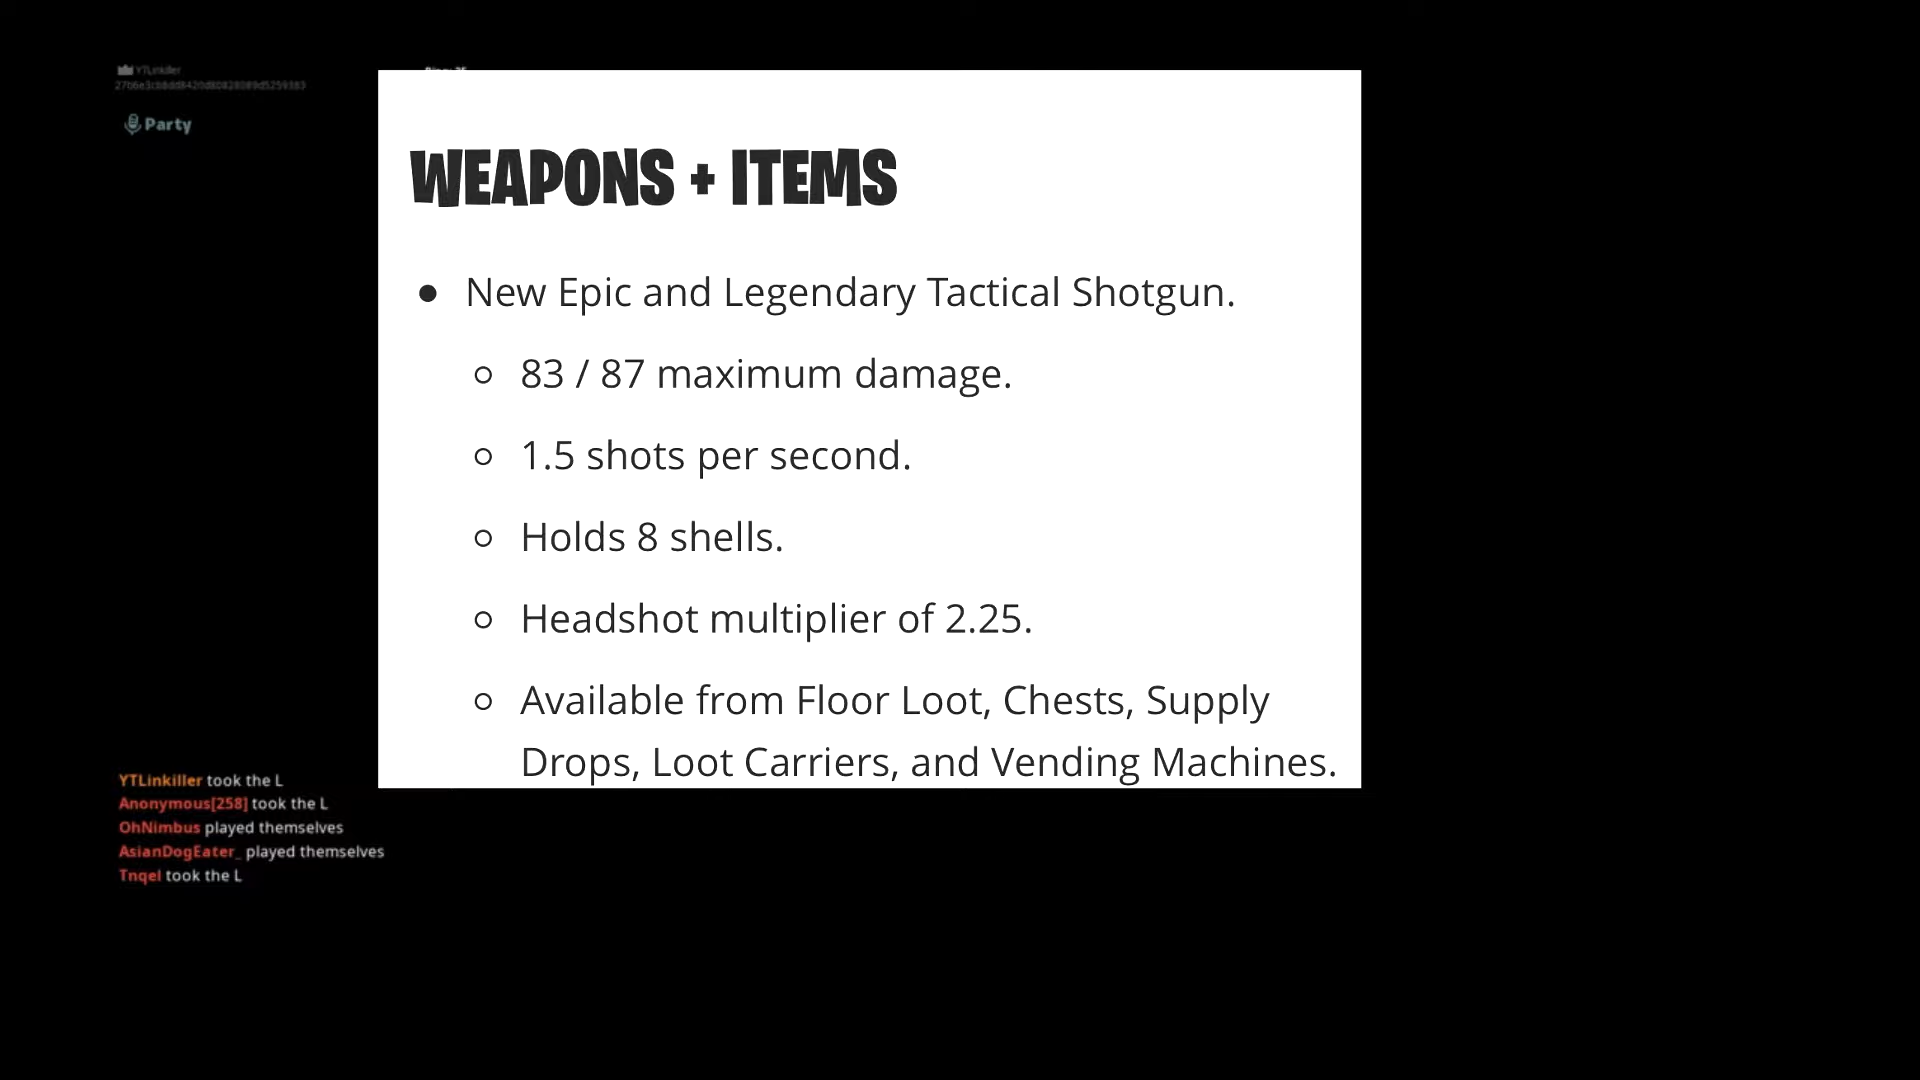 YTLinkiller
Party
WEAPONS + ITEMS
● New Epic and Legendary Tactical Shotgun.
○ 83 / 87 maximum damage.
○ 1.5 shots per second.
○ Holds 8 shells.
○ Headshot multiplier of 2.25.
○ Available from Floor Loot, Chests, Supply
Drops, Loot Carriers, and Vending Machines.
YTLinkiller took the L
Anonymous[258] took the L
OhNimbus played themselves
AsianDogEater_ played themselves
Tnqel took the L